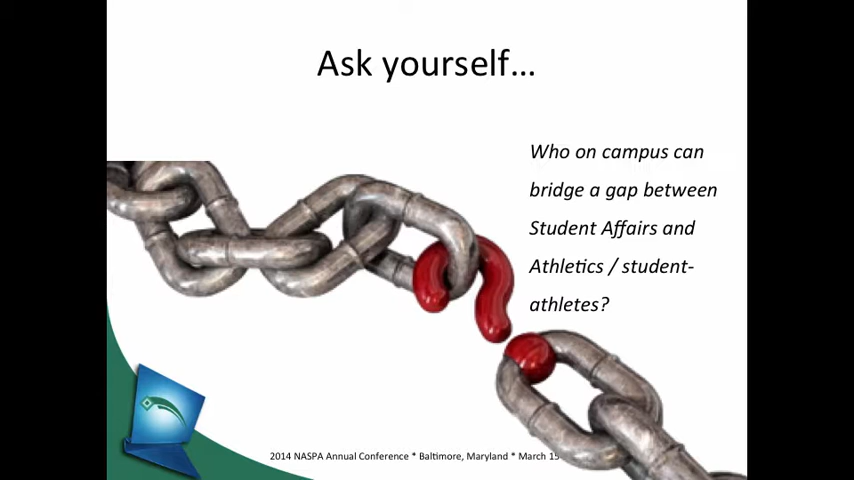 Ask yourself…
Who on campus can
bridge a gap between
Student Affairs and
Athletics / student-
athletes?
2014 NASPA Annual Conference * Baltimore, Maryland * March 15